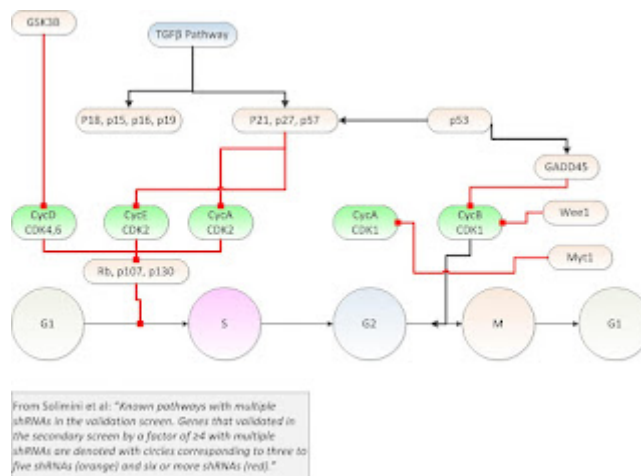 GSK3B
TGFβ Pathway
P18, p15, p16, p19
P21, p27, p57
p53
GADD45
CycD
CDK4,6
CycE
CDK2
CycA
CDK2
CycA
CDK1
CycB
CDK1
Wee1
Myt1
Rb, p107, p130
G1
S
G2
M
G1
From Solimini et al: "Known pathways with multiple
shRNAs in the validation screen. Genes that validated in
the secondary screen by a factor of ≥4 with multiple
shRNAs are denoted with circles corresponding to three to
five shRNAs (orange) and six or more shRNAs (red)."